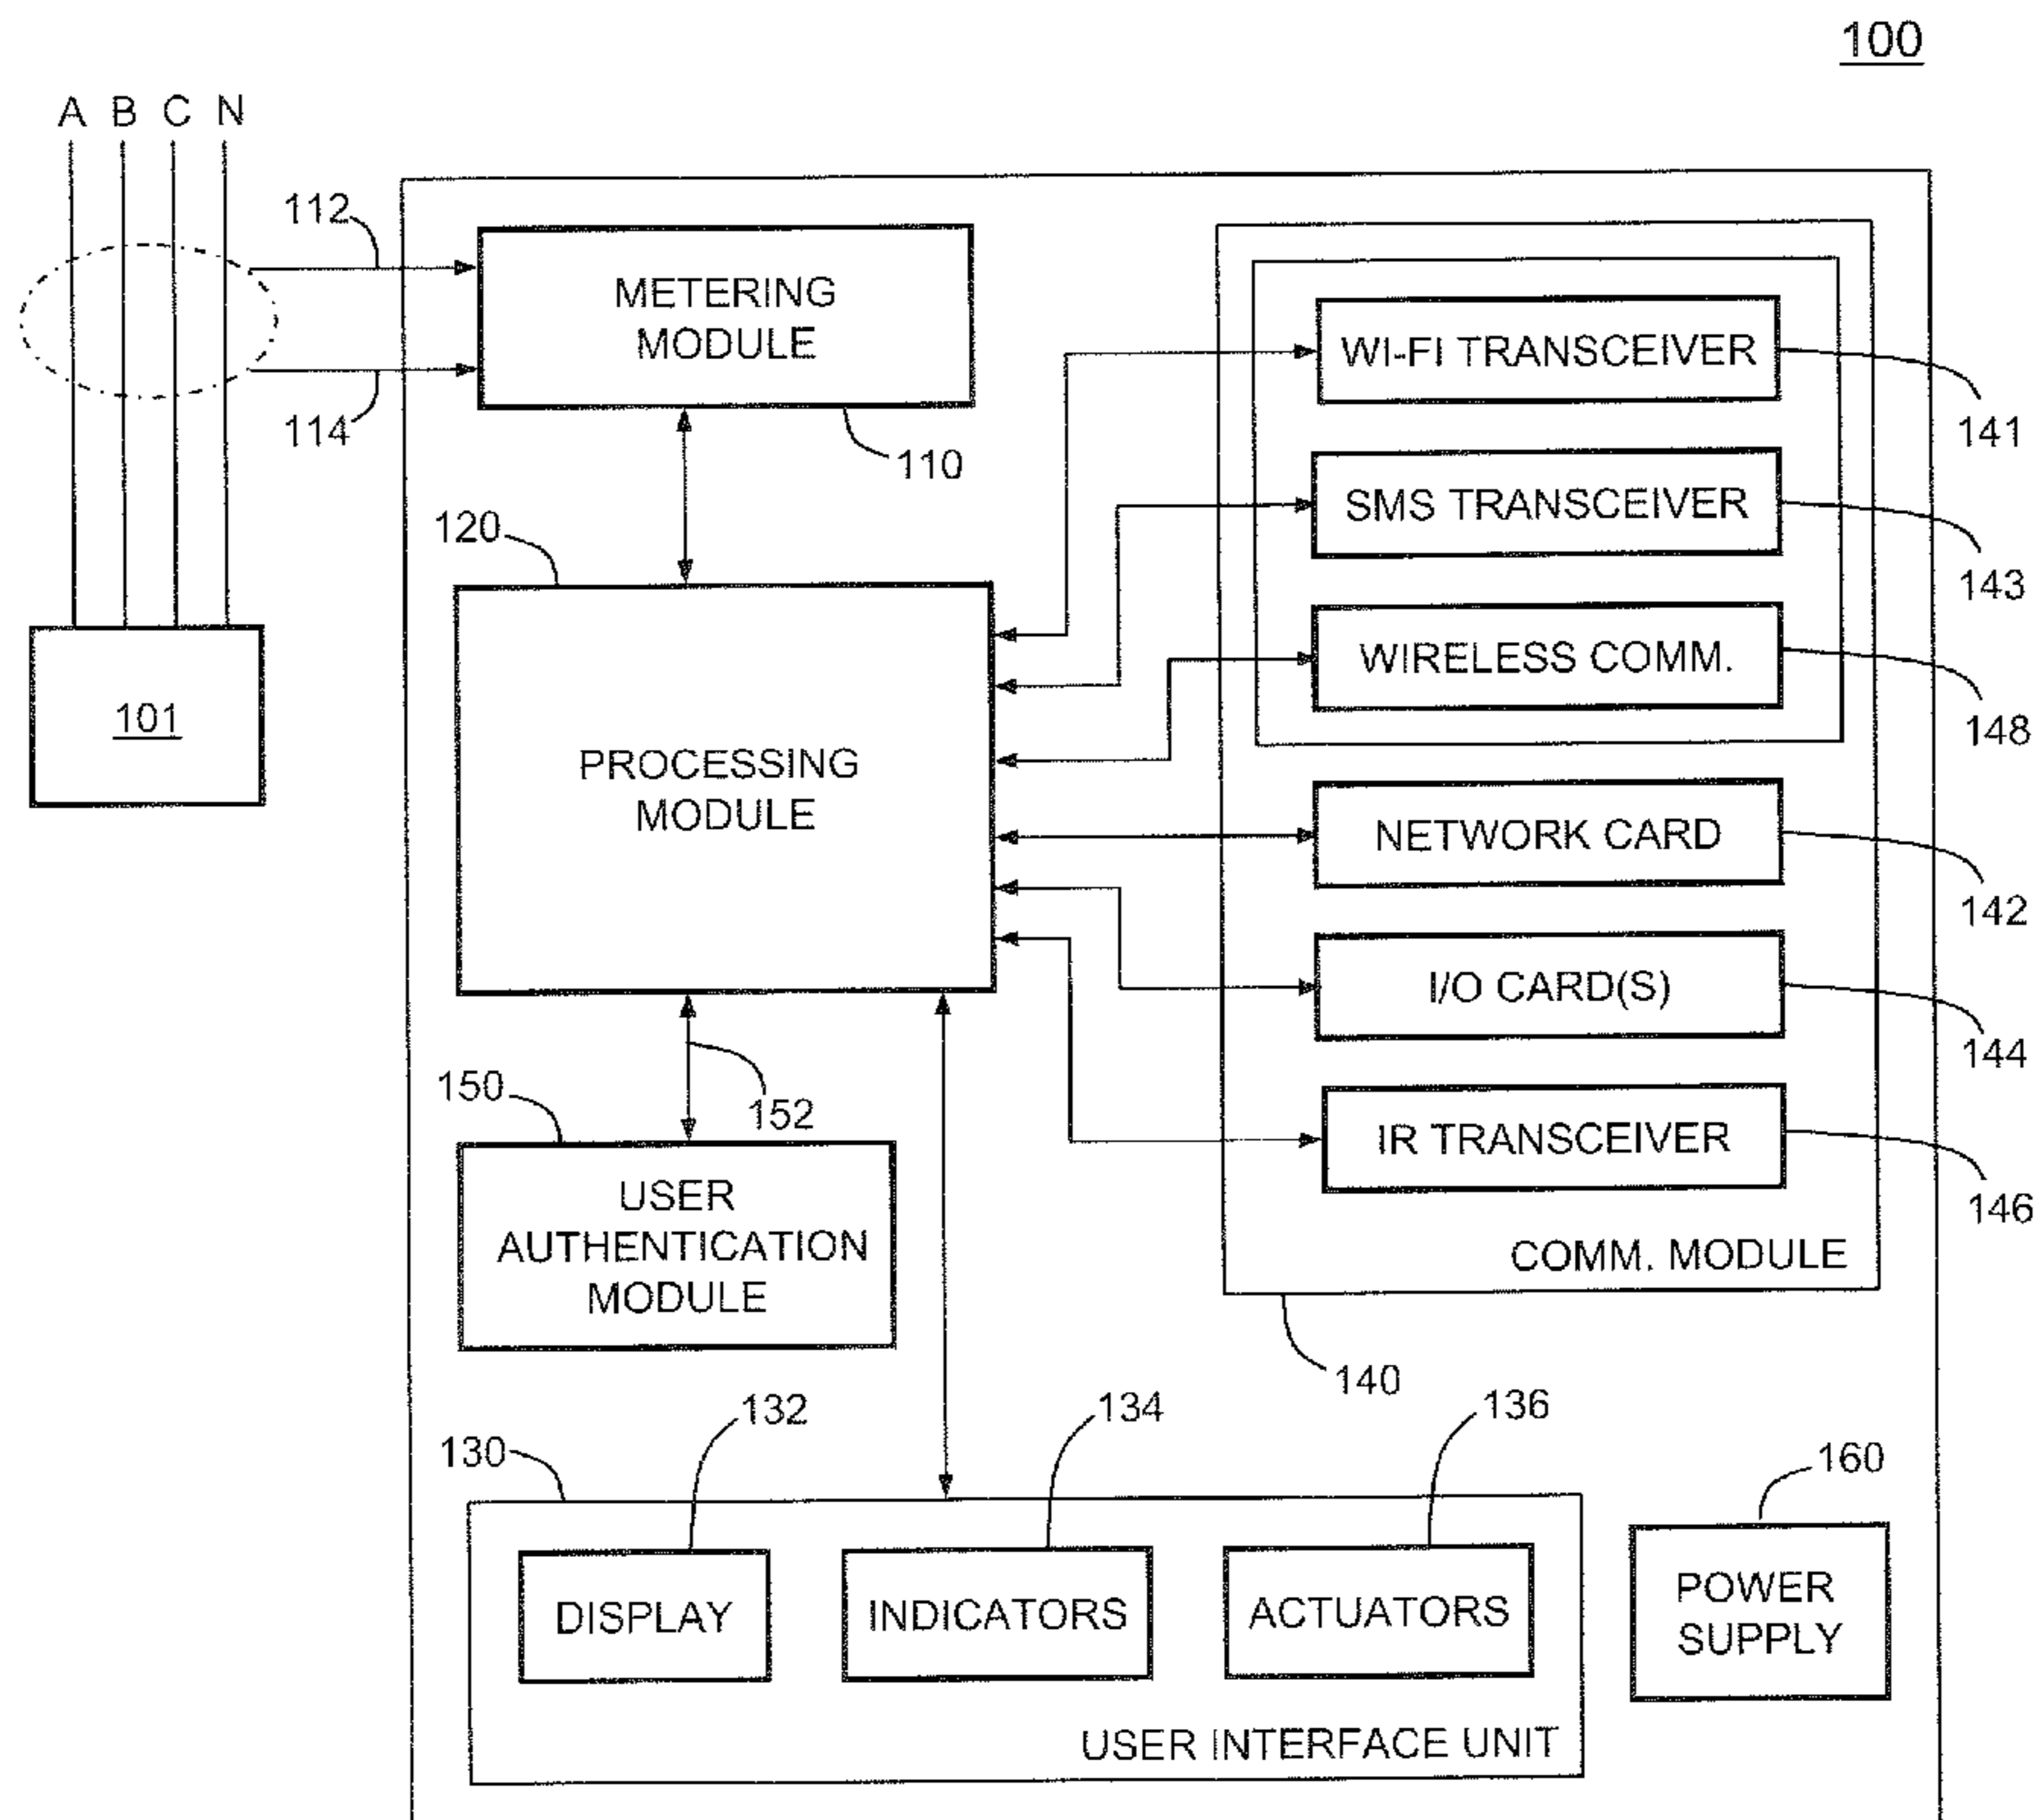 100
A B C N
112
METERING
MODULE
114
110
WI-FI TRANSCEIVER
141
SMS TRANSCEIVER
143
120
WIRELESS COMM.
148
101
PROCESSING
MODULE
NETWORK CARD
142
I/O CARD(S)
144
150
152
IR TRANSCEIVER
146
USER
AUTHENTICATION
MODULE
COMM. MODULE
140
130
132
134
136
160
DISPLAY
INDICATORS
ACTUATORS
POWER
SUPPLY
USER INTERFACE UNIT